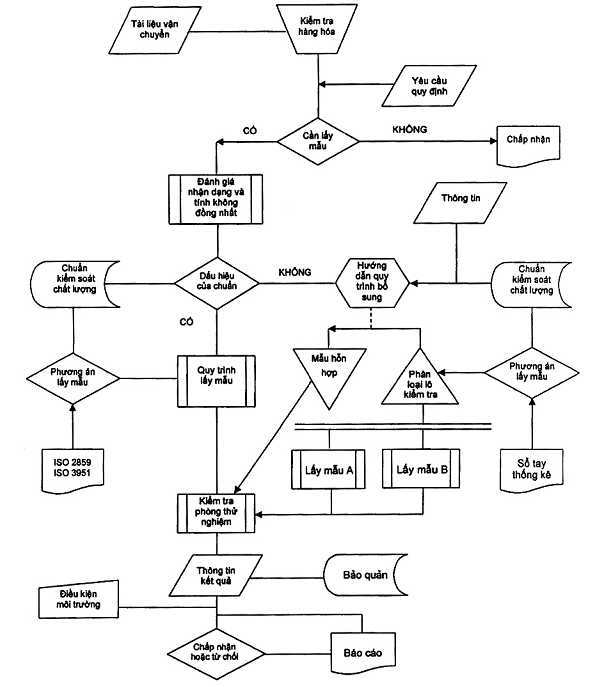 Tài liệu vận
chuyển
Kiểm tra
hàng hóa
Yêu cầu
quy định
CÓ
Cần lấy
mẫu
KHÔNG
Chấp nhận
Đánh giá
nhận dạng và
tính không
đồng nhất
Thông tin
Chuẩn
kiểm soát
chất lượng
Dấu hiệu
của chuẩn
KHÔNG
Hướng
dẫn quy
trình bổ
sung
Chuẩn
kiểm soát
chất lượng
CÓ
Phương án
lấy mẫu
Quy trình
lấy mẫu
Mẫu hỗn
hợp
Phân
loại lô
kiểm tra
Phương án
lấy mẫu
ISO 2859
ISO 3951
Lấy mẫu A
Lấy mẫu B
Sổ tay
thống kê
Kiểm tra
phòng thử
nghiệm
Thông tin
kết quả
Bảo quản
Điều kiện
môi trường
Chấp nhận
hoặc từ chối
Báo cáo